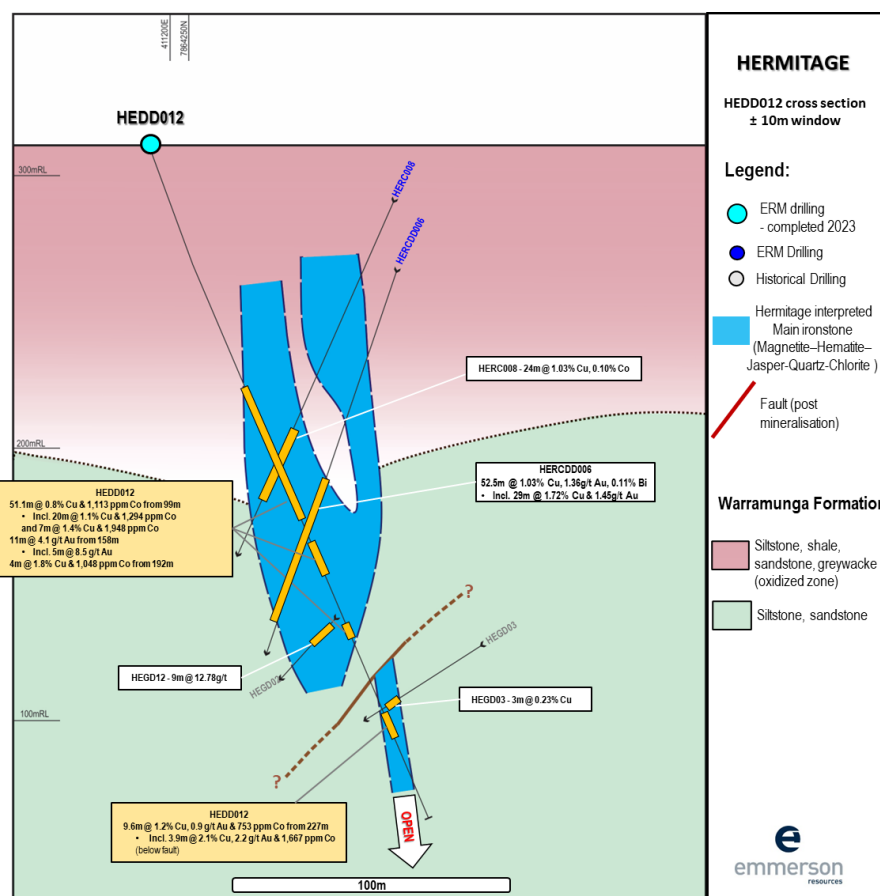 411200E
7864250N
HEDD012
300mRL
HERC008
HERCDD006
HERC008 - 24m @ 1.03% Cu, 0.10% Co
200mRL
HERCDD006
52.5m @ 1.03% Cu, 1.36g/t Au, 0.11% Bi
• Incl. 29m @ 1.72% Cu & 1.45g/t Au
HEDD012
51.1m @ 0.8% Cu & 1,113 ppm Co from 99m
• Incl. 20m @ 1.1% Cu & 1,294 ppm Co
and 7m @ 1.4% Cu & 1,948 ppm Co
11m @ 4.1 g/t Au from 158m
• Incl. 5m @ 8.5 g/t Au
4m @ 1.8% Cu & 1,048 ppm Co from 192m
?
HEGD03
HEGD12 - 9m @ 12.78g/t
HEGD03 - 3m @ 0.23% Cu
100mRL
?
HEDD012
9.6m @ 1.2% Cu, 0.9 g/t Au & 753 ppm Co from 227m
• Incl. 3.9m @ 2.1% Cu, 2.2 g/t Au & 1,667 ppm Co
(below fault)
OPEN
100m
HERMITAGE
HEDD012 cross section
± 10m window
Legend:
ERM drilling
- completed 2023
ERM Drilling
Historical Drilling
Hermitage interpreted
Main ironstone
(Magnetite–Hematite–
Jasper-Quartz-Chlorite )
Fault (post
mineralisation)
Warramunga Formation
Siltstone, shale,
sandstone, greywacke
(oxidized zone)
Siltstone, sandstone
emmerson
resources